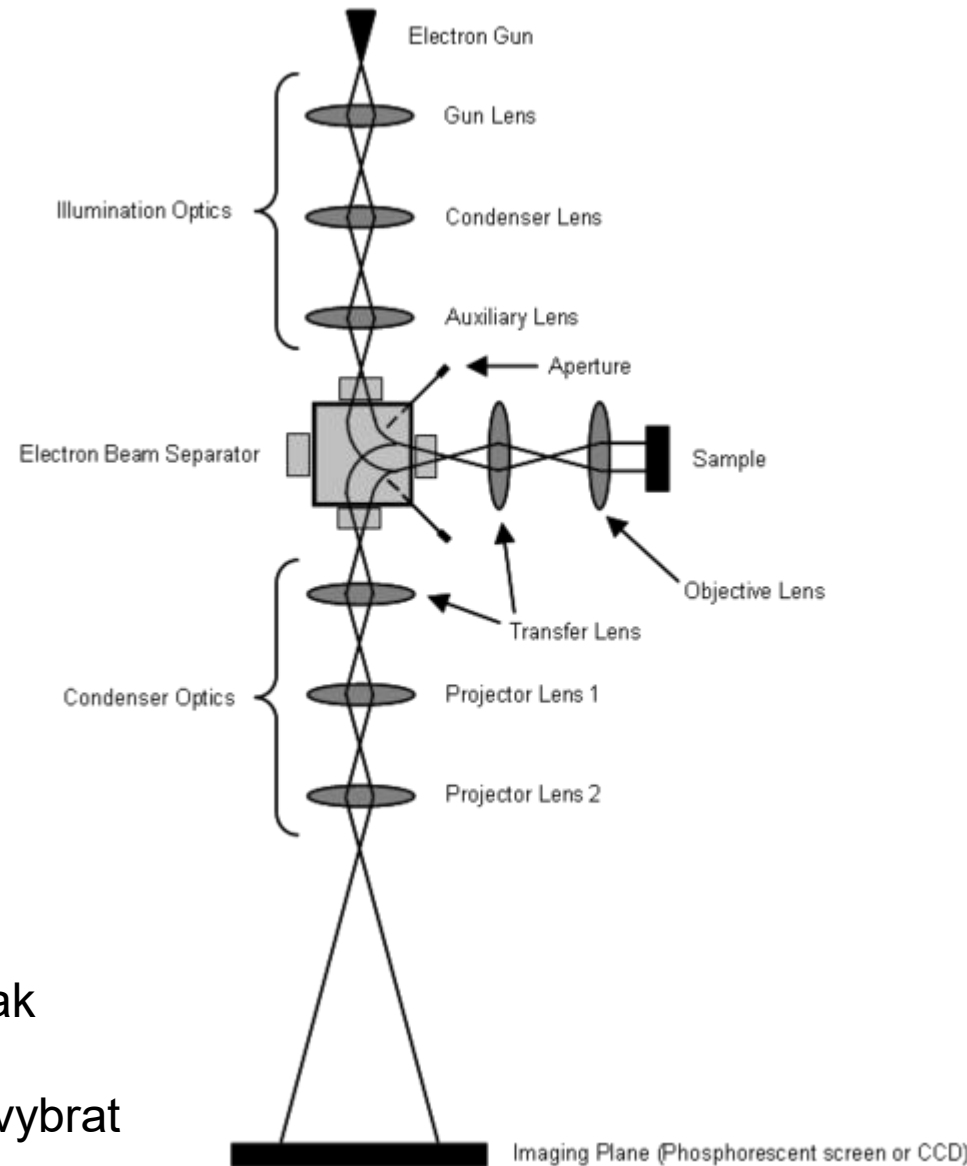 Electron Gun
Gun Lens
Illumination Optics
Condenser Lens
Auxiliary Lens
Aperture
Electron Beam Separator
Sample
Objective Lens
Transfer Lens
Condenser Optics
Projector Lens 1
Projector Lens 2
ak
vybrat
Imaging Plane (Phosphorescent screen or CCD)